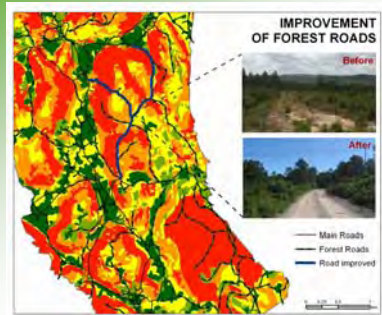 IMPROVEMENT
OF FOREST ROADS
Before
After
Main Roads
Forest Roads
Road improved